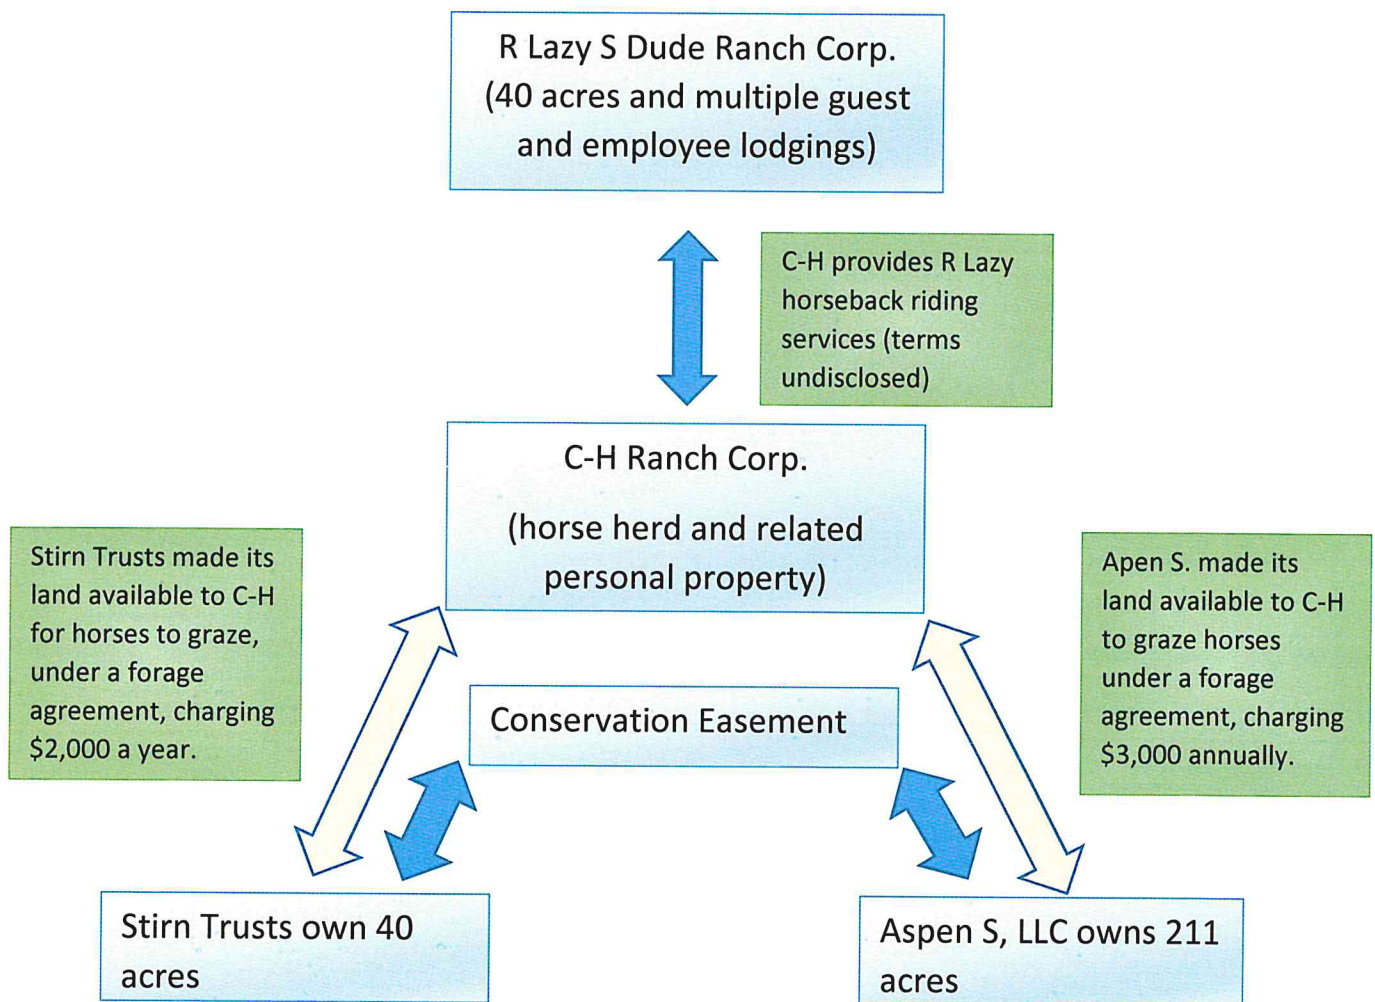 R Lazy S Dude Ranch Corp.
(40 acres and multiple guest
and employee lodgings)
C-H provides R Lazy
horseback riding
services (terms
undisclosed)
C-H Ranch Corp.
(horse herd and related
personal property)
Stirn Trusts made its
land available to C-H
for horses to graze,
under a forage
agreement, charging
$2,000 a year.
Apen S. made its
land available to C-H
to graze horses
under a forage
agreement, charging
$3,000 annually.
Conservation Easement
Stirn Trusts own 40
acres
Aspen S, LLC owns 211
acres